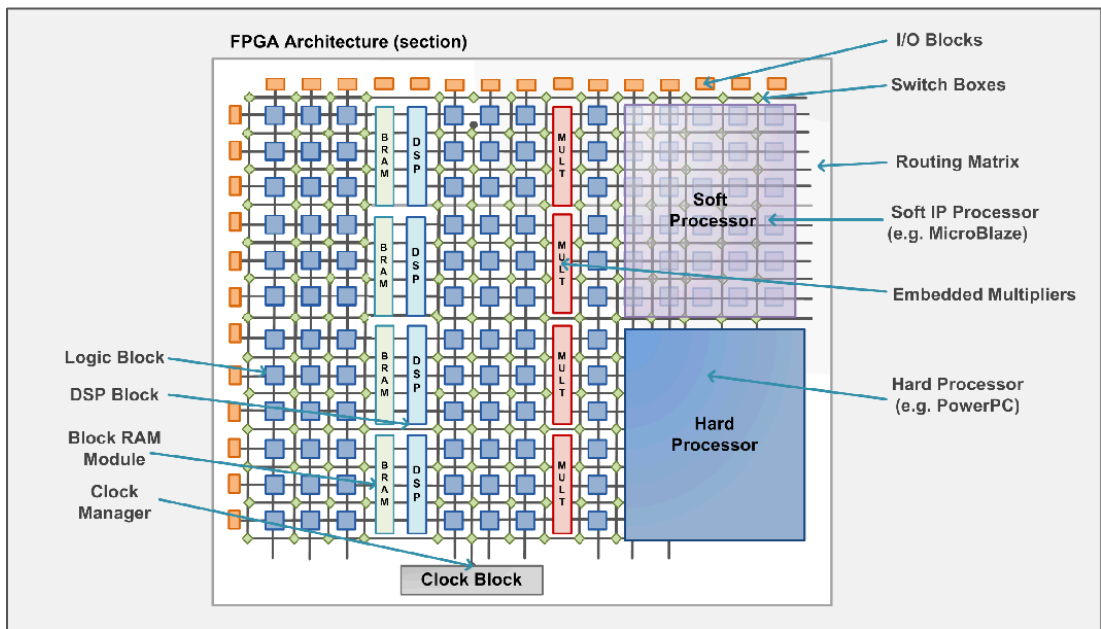 FPGA Architecture (section)
I/O Blocks
Switch Boxes
Routing Matrix
Soft IP Processor
(e.g. MicroBlaze)
Embedded Multipliers
Hard Processor
(e.g. PowerPC)
Logic Block
DSP Block
Block RAM
Module
Clock
Manager
BRAM
DSP
MULT
Soft
Processor
BRAM
DSP
MULT
BRAM
DSP
MULT
Hard
Processor
BRAM
DSP
MULT
Clock Block